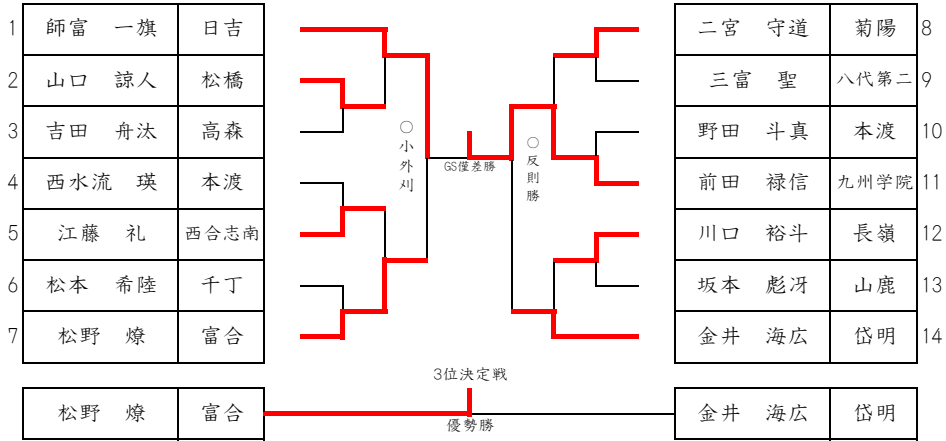 1 師富 一旗 日吉
2 山口 諒人 松橋
3 吉田 舟汰 高森
4 西水流 瑛 本渡
5 江藤 礼 西合志南
6 松本 希陸 千丁
7 松野 燎 富合
○小外刈
GS僅差勝
○反則勝
二宮 守道 菊陽 8
三富 聖 八代第二 9
野田 斗真 本渡 10
前田 禄信 九州学院 11
川口 裕斗 長嶺 12
坂本 彪冴 山鹿 13
金井 海広 岱明 14
3位決定戦
松野 燎 富合
優勢勝
金井 海広 岱明